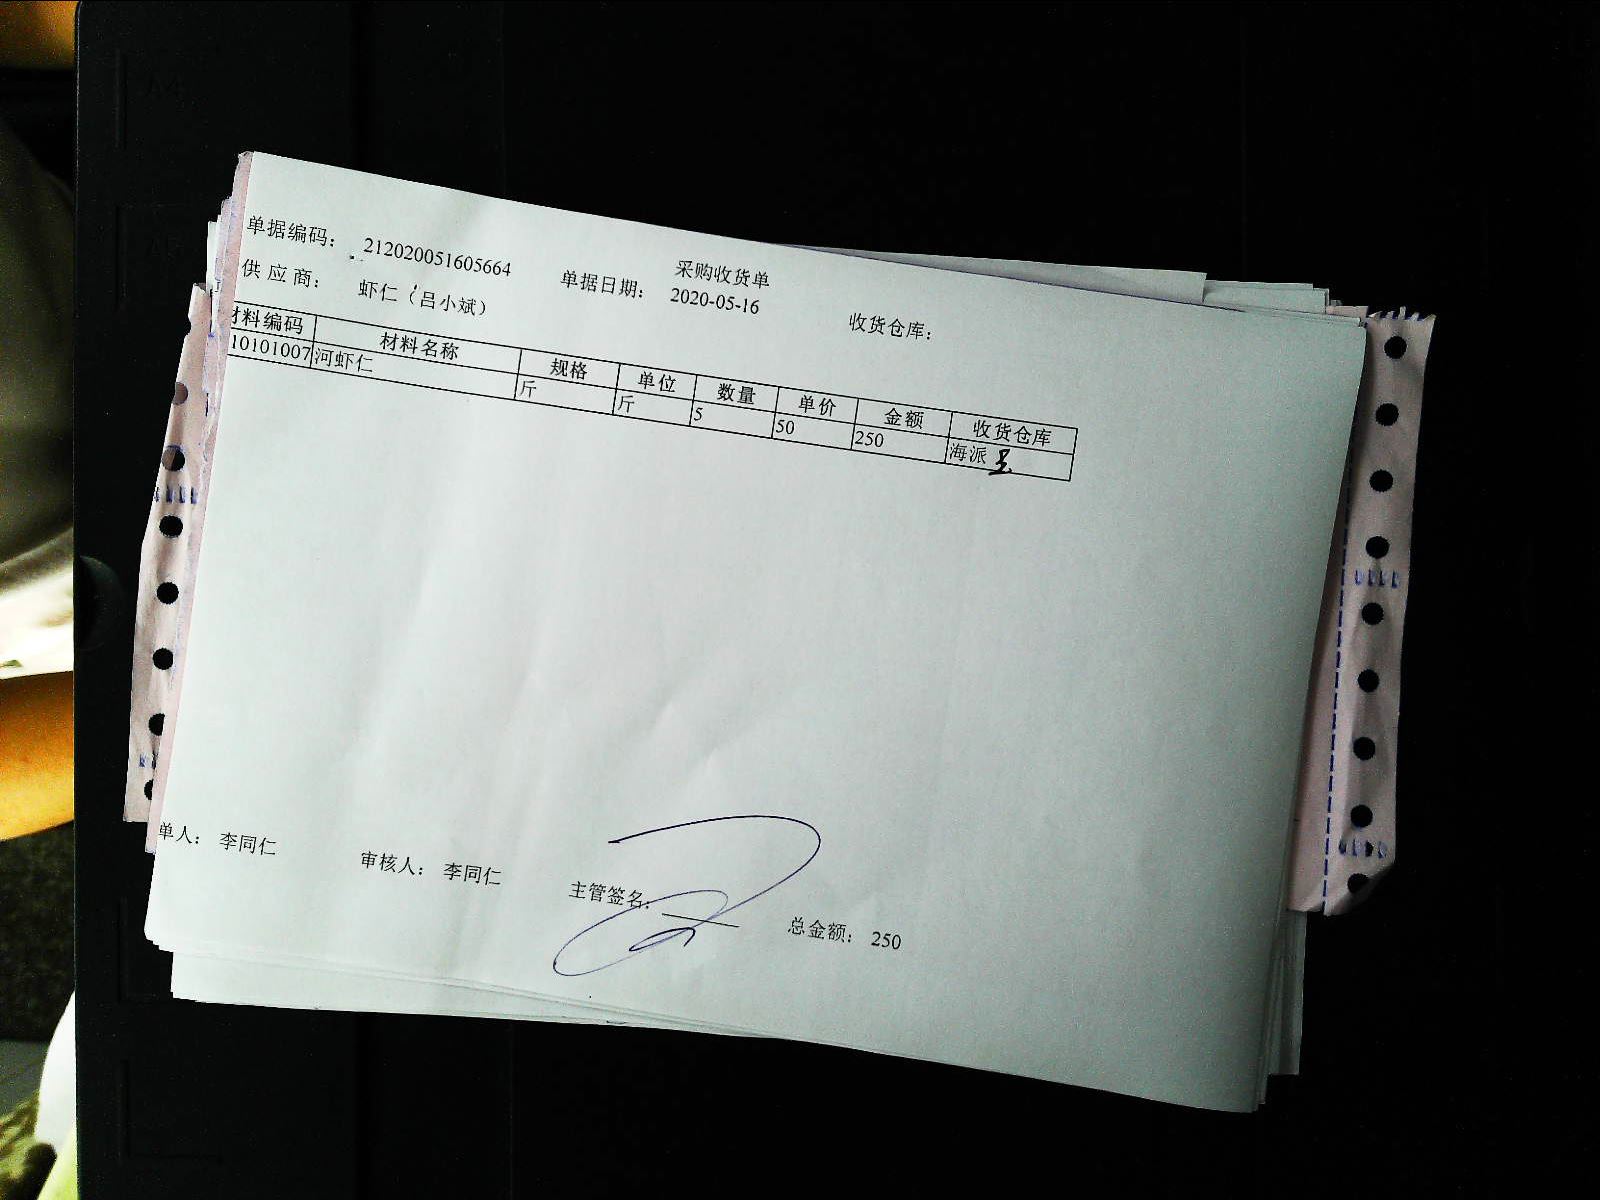 采购收货单
单据编码： 212020051605664 单据日期： 2020-05-16 收货仓库：
供应商： 虾仁（吕小斌）
材料编码 材料名称 规格 单位 数量 单价 金额 收货仓库
10101007 河虾仁 斤 斤 5 50 250 海派
单人： 李同仁 审核人： 李同仁 主管签名： 总金额： 250